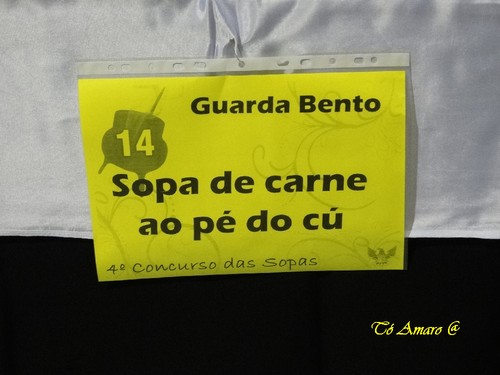 Guarda Bento
14
Sopa de carne
ao pé do cú
4º Concurso das Sopas
Tó Amaro @